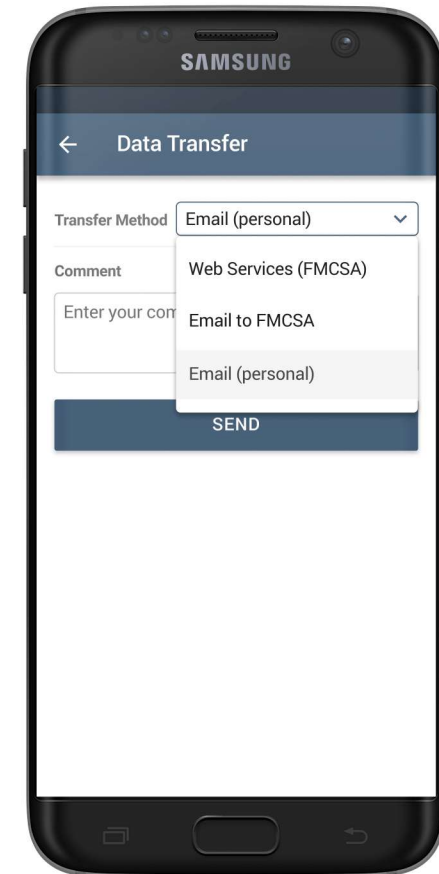 SAMSUNG
Data Transfer
Transfer Method
Email (personal)
Comment
Web Services (FMCSA)
Enter your com
Email to FMCSA
Email (personal)
SEND